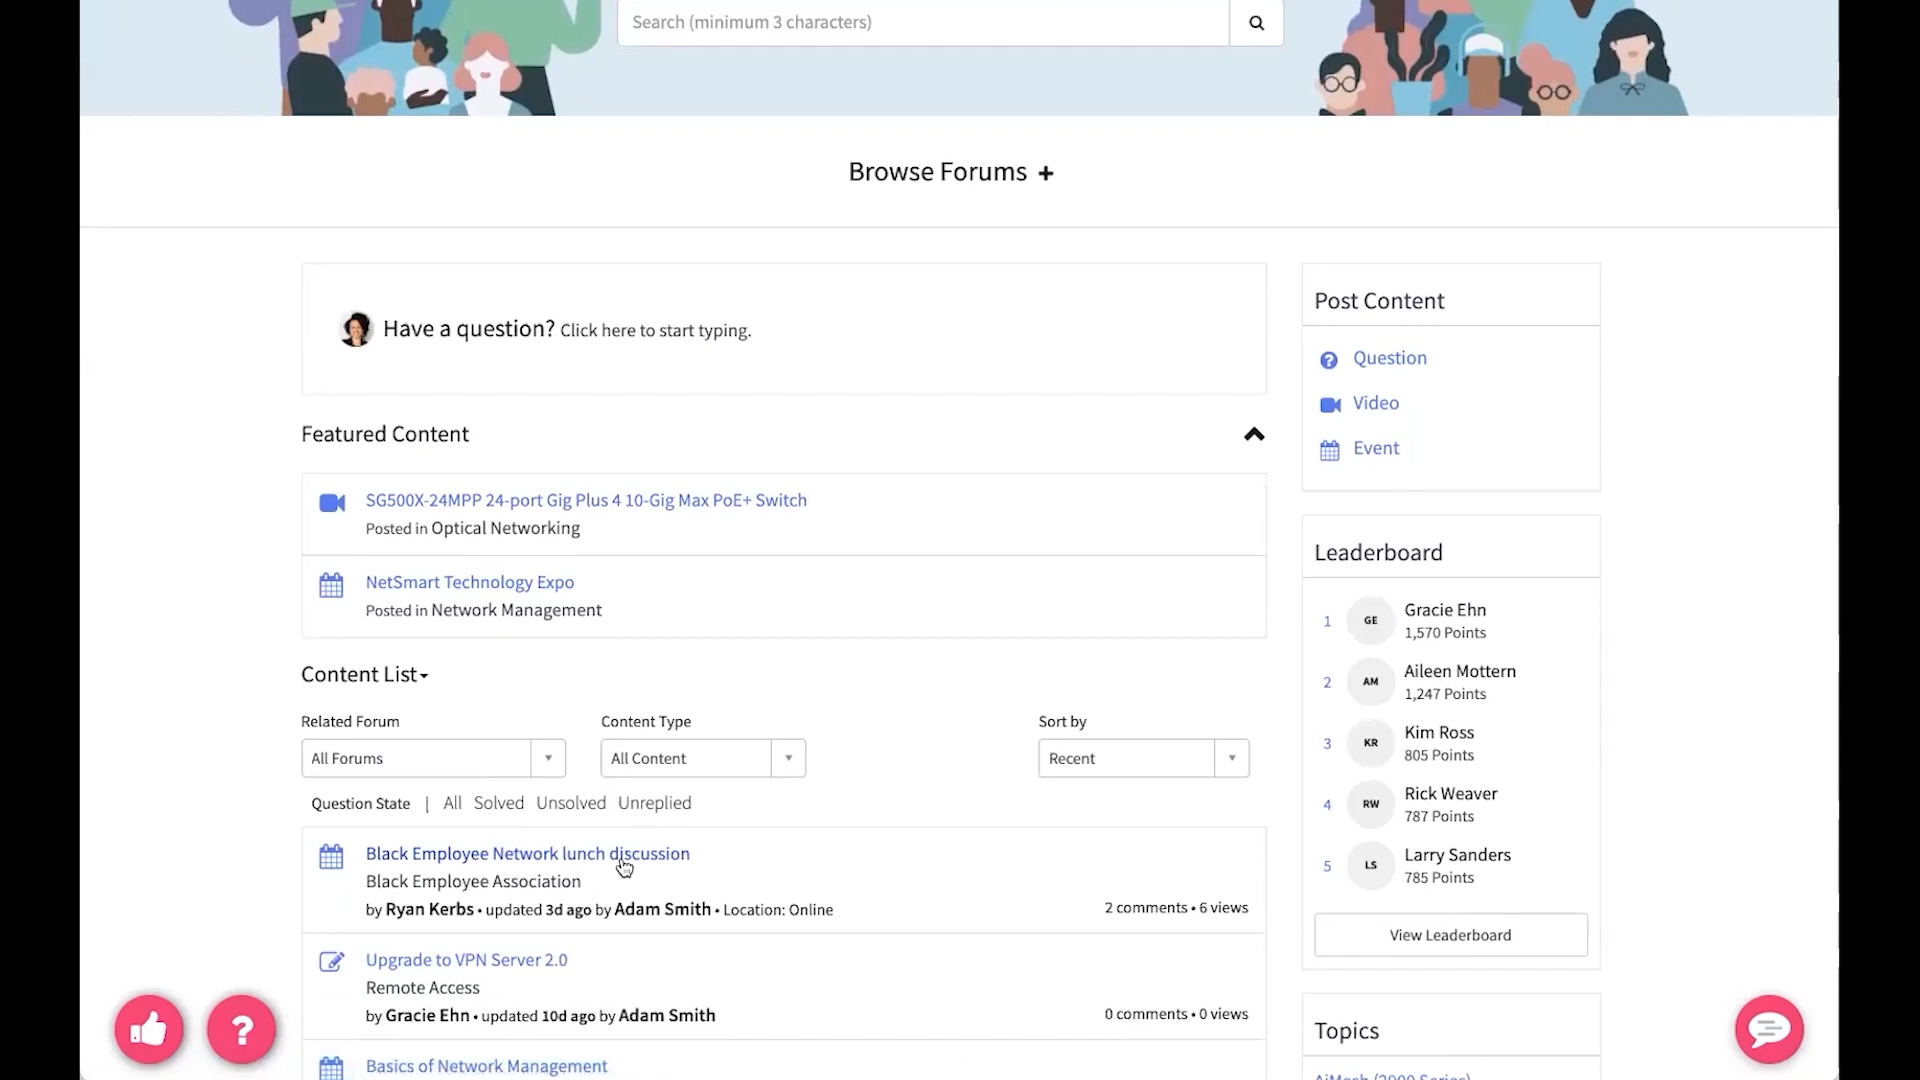 Search (minimum 3 characters)
Browse Forums +
Have a question? Click here to start typing.
Featured Content
SG500X-24MPP 24-port Gig Plus 4 10-Gig Max PoE+ Switch
Posted in Optical Networking
NetSmart Technology Expo
Posted in Network Management
Content List
Related Forum
Content Type
Sort by
All Forums
All Content
Recent
Question State | All Solved Unsolved Unreplied
Black Employee Network lunch discussion
Black Employee Association
by Ryan Kerbs • updated 3d ago by Adam Smith • Location: Online
2 comments • 6 views
Upgrade to VPN Server 2.0
Remote Access
by Gracie Ehn • updated 10d ago by Adam Smith
0 comments • 0 views
Basics of Network Management
Post Content
Question
Video
Event
Leaderboard
1 GE Gracie Ehn
1,570 Points
2 AM Aileen Mottern
1,247 Points
3 KR Kim Ross
805 Points
4 RW Rick Weaver
787 Points
5 LS Larry Sanders
785 Points
View Leaderboard
Topics
?